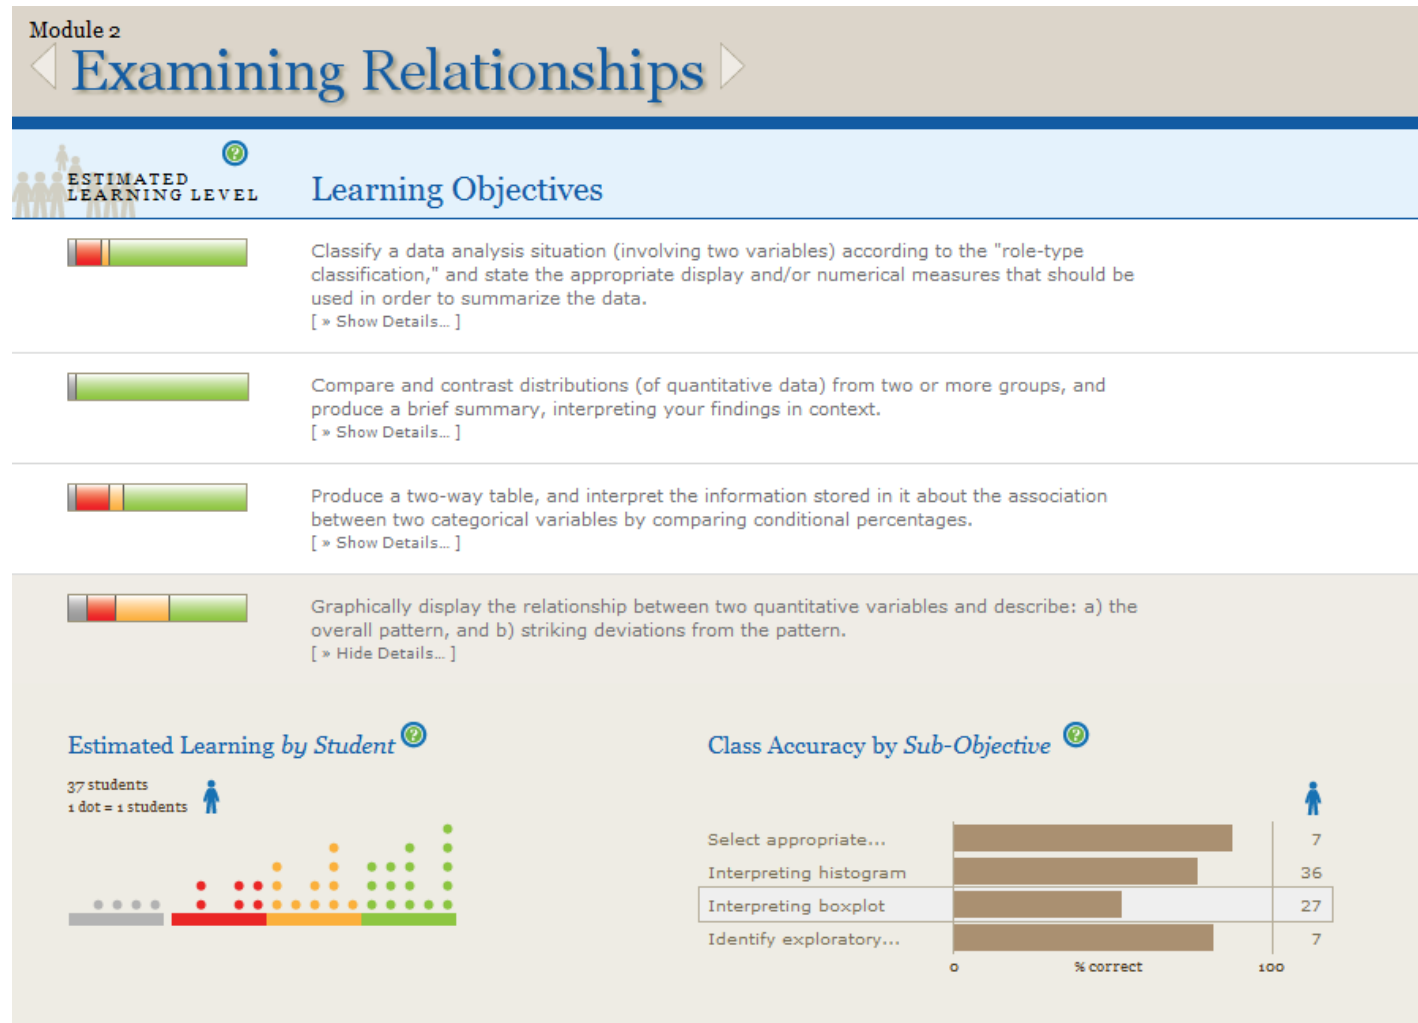 Module 2
Examining Relationships
?
ESTIMATED
LEARNING LEVEL
Learning Objectives
Classify a data analysis situation (involving two variables) according to the "role-type
classification," and state the appropriate display and/or numerical measures that should be
used in order to summarize the data.
[ » Show Details... ]
Compare and contrast distributions (of quantitative data) from two or more groups, and
produce a brief summary, interpreting your findings in context.
[ » Show Details... ]
Produce a two-way table, and interpret the information stored in it about the association
between two categorical variables by comparing conditional percentages.
[ » Show Details... ]
Graphically display the relationship between two quantitative variables and describe: a) the
overall pattern, and b) striking deviations from the pattern.
[ » Hide Details... ]
Estimated Learning by Student ?
37 students
1 dot = 1 students
Class Accuracy by Sub-Objective ?
Select appropriate... 7
Interpreting histogram 36
Interpreting boxplot 27
Identify exploratory... 7
0 % correct 100